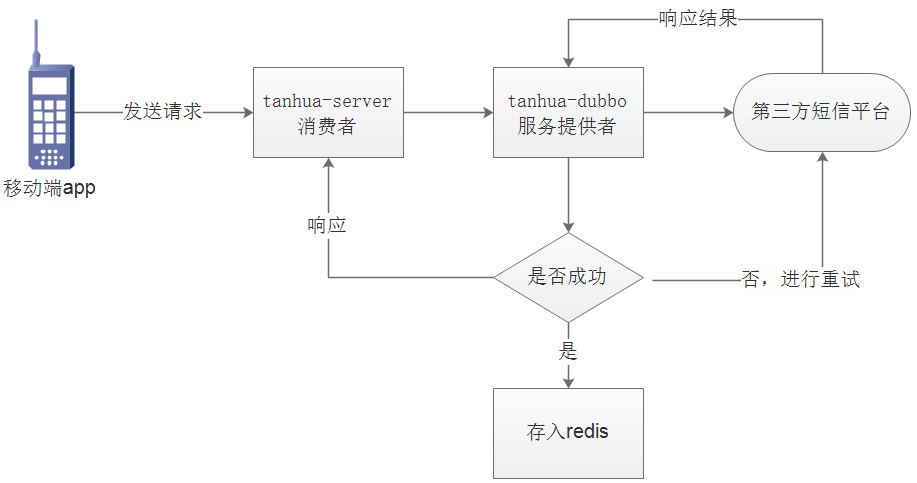 响应结果
tanhua-server
消费者
tanhua-dubbo
服务提供者
第三方短信平台
发送请求
移动端app
响应
是否成功
否，进行重试
是
存入redis